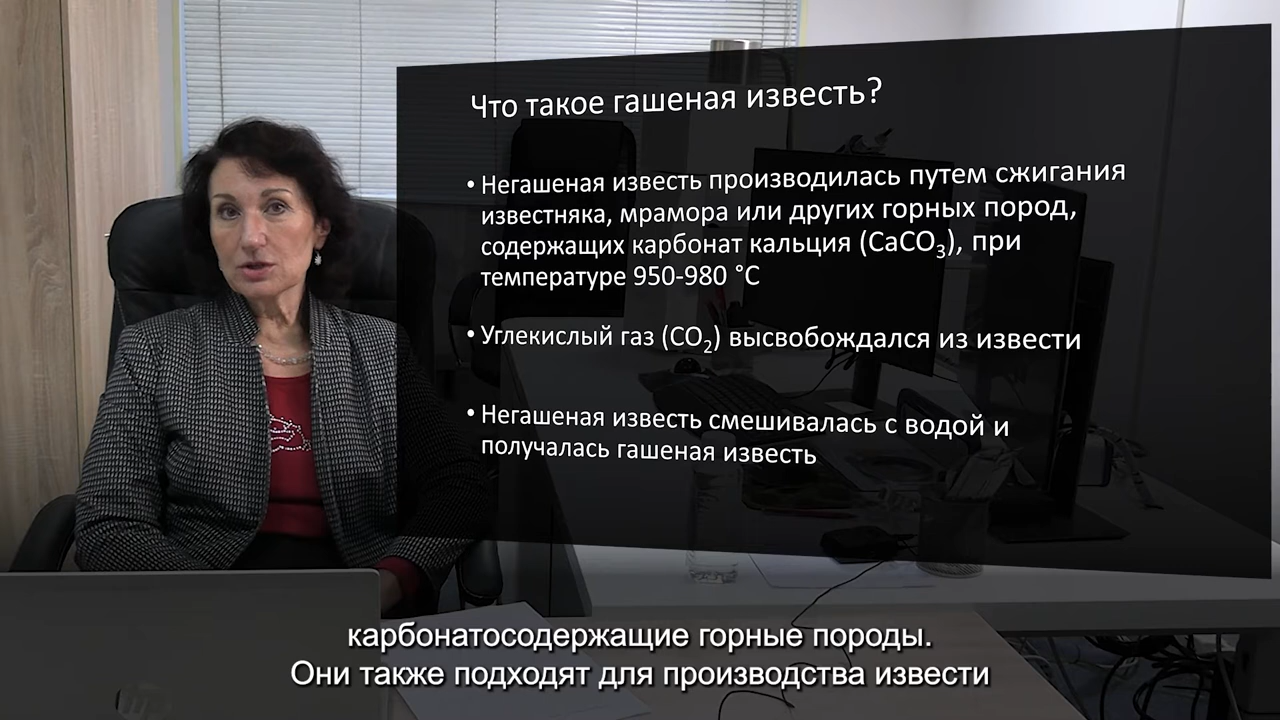 Что такое гашеная известь?
• Негашеная известь производилась путем сжигания
известняка, мрамора или других горных пород,
содержащих карбонат кальция (CaCO₃), при
температуре 950-980 °C
• Углекислый газ (CO₂) высвобождался из извести
• Негашеная известь смешивалась с водой и
получалась гашеная известь
карбонатосодержащие горные породы.
Они также подходят для производства извести